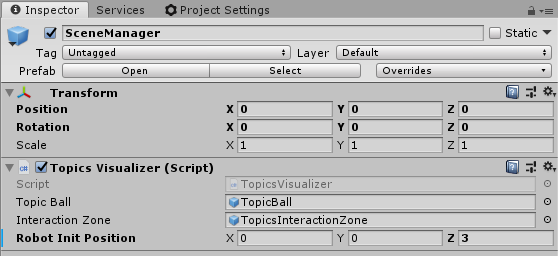 Inspector Services Project Settings
SceneManager Static
Tag Untagged Layer Default
Prefab Open Select Overrides
Transform
Position X 0 Y 0 Z 0
Rotation X 0 Y 0 Z 0
Scale X 1 Y 1 Z 1
C# Topics Visualizer (Script)
Script TopicsVisualizer
Topic Ball TopicBall
Interaction Zone TopicsInteractionZone
Robot Init Position X 0 Y 0 Z 3